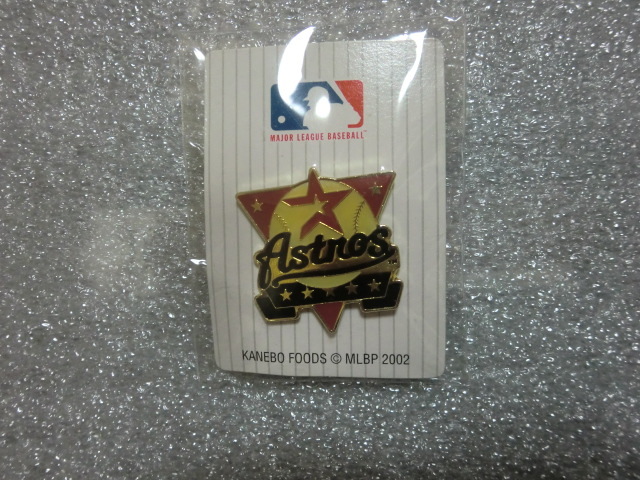 MAJOR LEAGUE BASEBALL
Astros
KANEBO FOODS © MLBP 2002